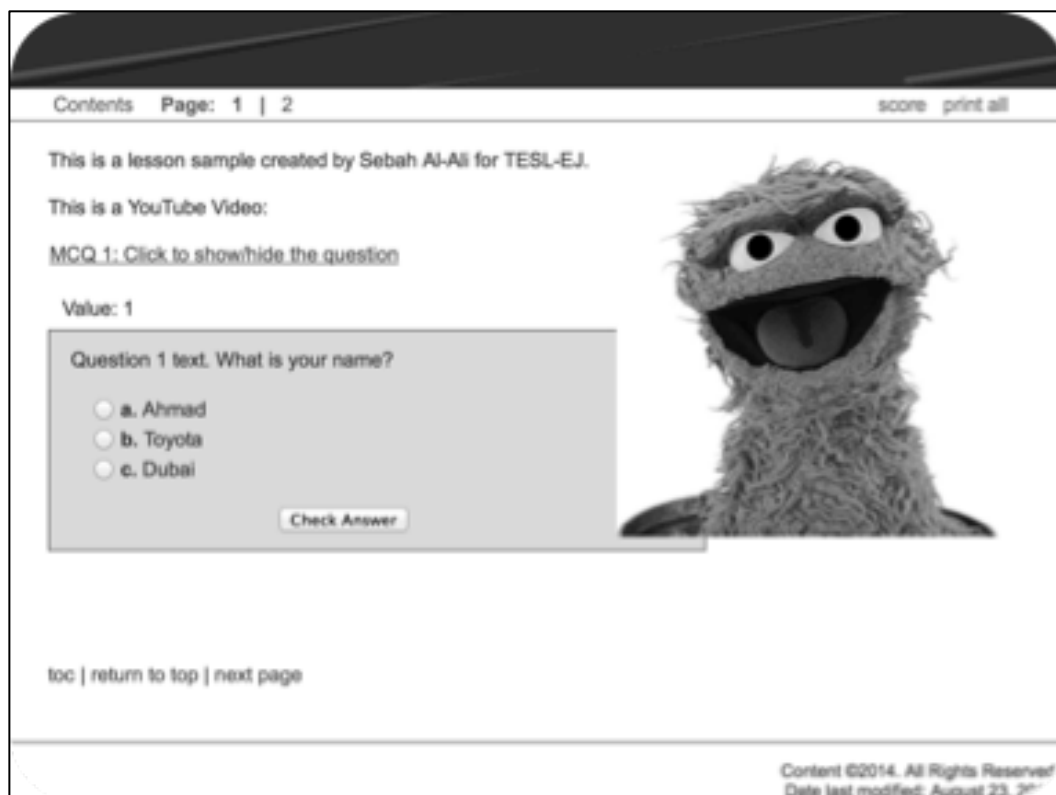 Contents Page: 1 | 2 score print all
This is a lesson sample created by Sebah Al-Ali for TESL-EJ.
This is a YouTube Video:
MCQ 1: Click to show/hide the question
Value: 1
Question 1 text. What is your name?
a. Ahmad
b. Toyota
c. Dubai
Check Answer
toc | return to top | next page
Content ©2014. All Rights Reserved
Date last modified: August 23,